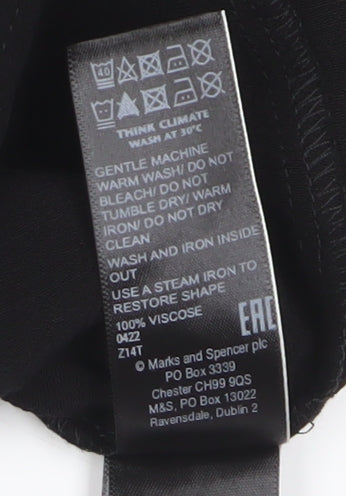 40
THINK CLIMATE
WASH AT 30°C
GENTLE MACHINE
WARM WASH/ DO NOT
BLEACH/ DO NOT
TUMBLE DRY/ WARM
IRON/ DO NOT DRY
CLEAN
WASH AND IRON INSIDE
OUT
USE A STEAM IRON TO
RESTORE SHAPE
100% VISCOSE
0422
Z14T
EAC
© Marks and Spencer plc
PO Box 3339
Chester CH99 9QS
M&S, PO Box 13022
Ravensdale, Dublin 2